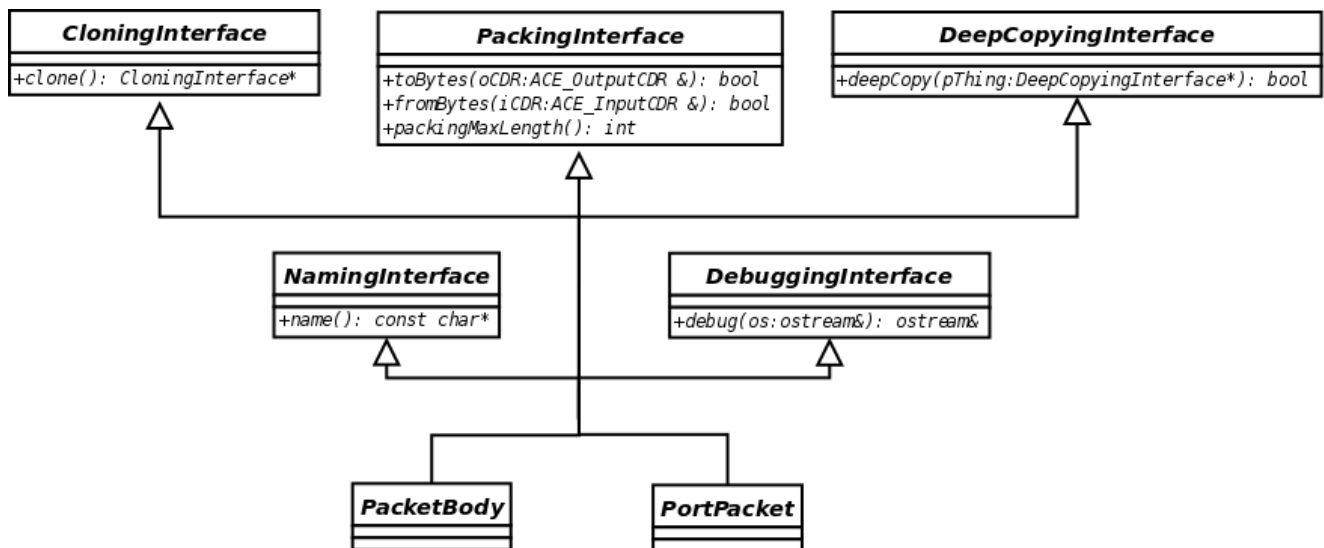 CloningInterface
+clone(): CloningInterface*
PackingInterface
+toBytes(oCDR:ACE_OutputCDR &): bool
+fromBytes(iCDR:ACE_InputCDR &): bool
+packingMaxLength(): int
DeepCopyingInterface
+deepCopy(pThing:DeepCopyingInterface*): bool
NamingInterface
+name(): const char*
DebuggingInterface
+debug(os:ostream&): ostream&
PacketBody
PortPacket